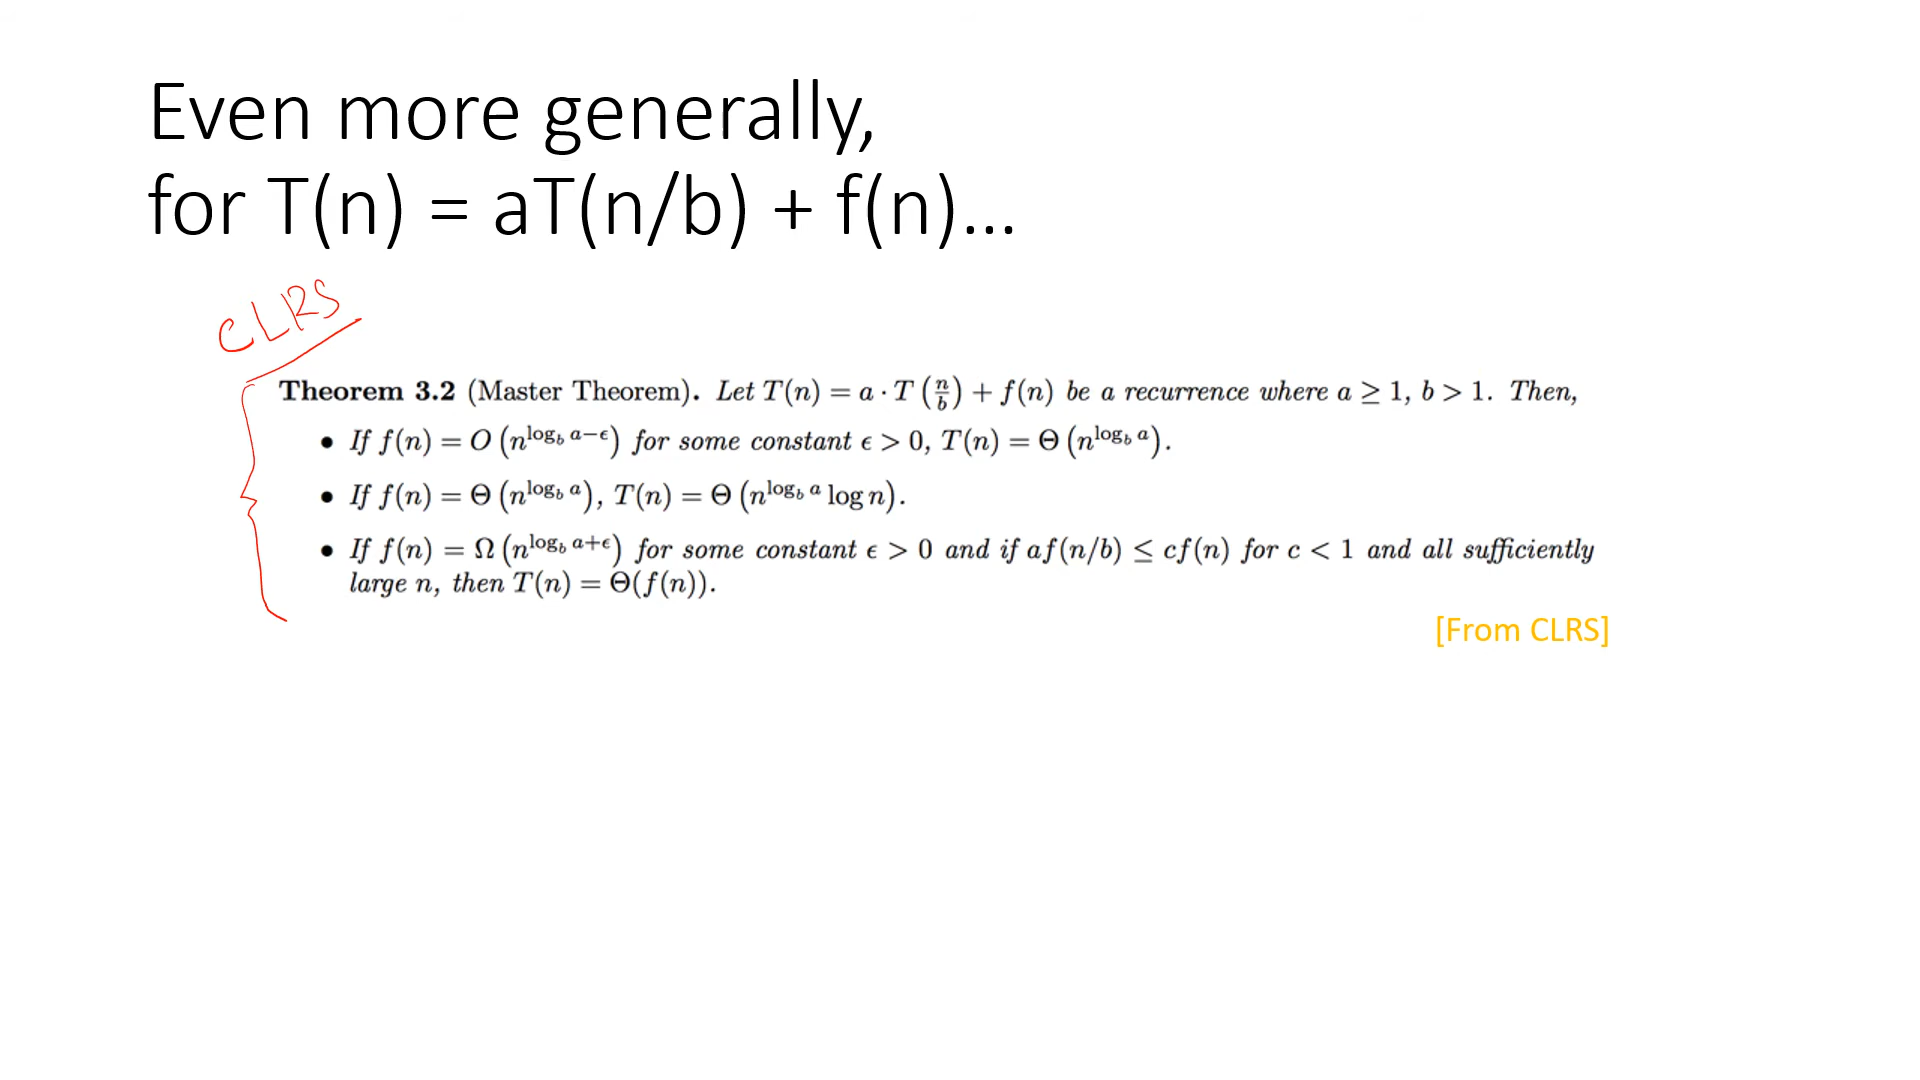 Even more generally,
for T(n) = aT(n/b) + f(n)...
CLRS
Theorem 3.2 (Master Theorem). Let T(n) = a · T(n/b) + f(n) be a recurrence where a ≥ 1, b > 1. Then,
• If f(n) = O(n^{log_b a−ϵ}) for some constant ϵ > 0, T(n) = Θ(n^{log_b a}).
• If f(n) = Θ(n^{log_b a}), T(n) = Θ(n^{log_b a} log n).
• If f(n) = Ω(n^{log_b a+ϵ}) for some constant ϵ > 0 and if af(n/b) ≤ cf(n) for c < 1 and all sufficiently
large n, then T(n) = Θ(f(n)).
[From CLRS]